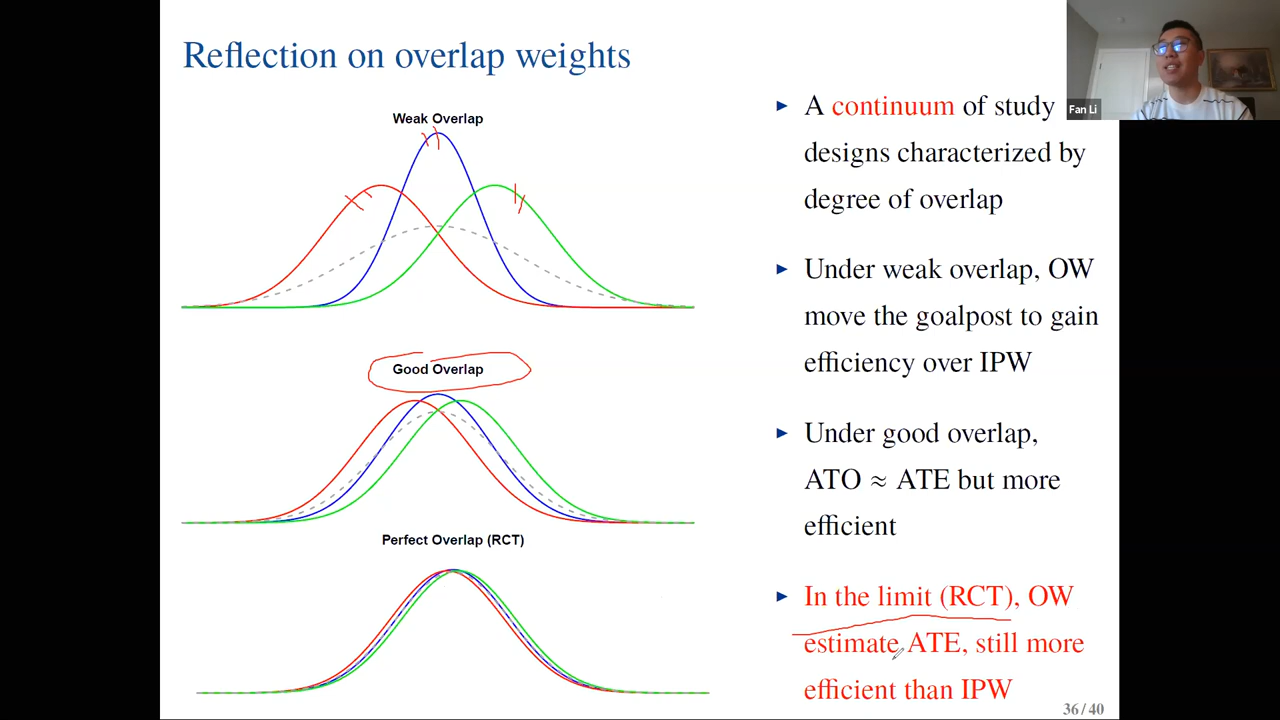 Reflection on overlap weights
Weak Overlap
Good Overlap
Perfect Overlap (RCT)
► A continuum of study
designs characterized by
degree of overlap
► Under weak overlap, OW
move the goalpost to gain
efficiency over IPW
► Under good overlap,
ATO ≈ ATE but more
efficient
► In the limit (RCT), OW
estimate ATE, still more
efficient than IPW
36 / 40
Fan Li